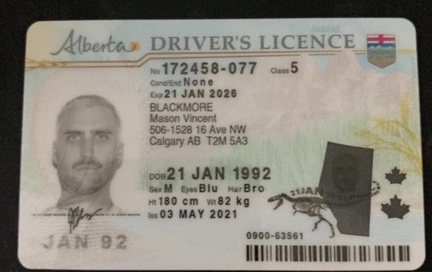 Alberta DRIVER'S LICENCE
No 172458-077 Class 5
Cond/End None
Exp 21 JAN 2026
BLACKMORE
Mason Vincent
506-1528 16 Ave NW
Calgary AB T2M 5A3
DOB 21 JAN 1992
Sex M Eyes Blu Hair Bro
Ht 180 cm Wt 82 kg
Iss 03 MAY 2021
JAN 92
0900-63561